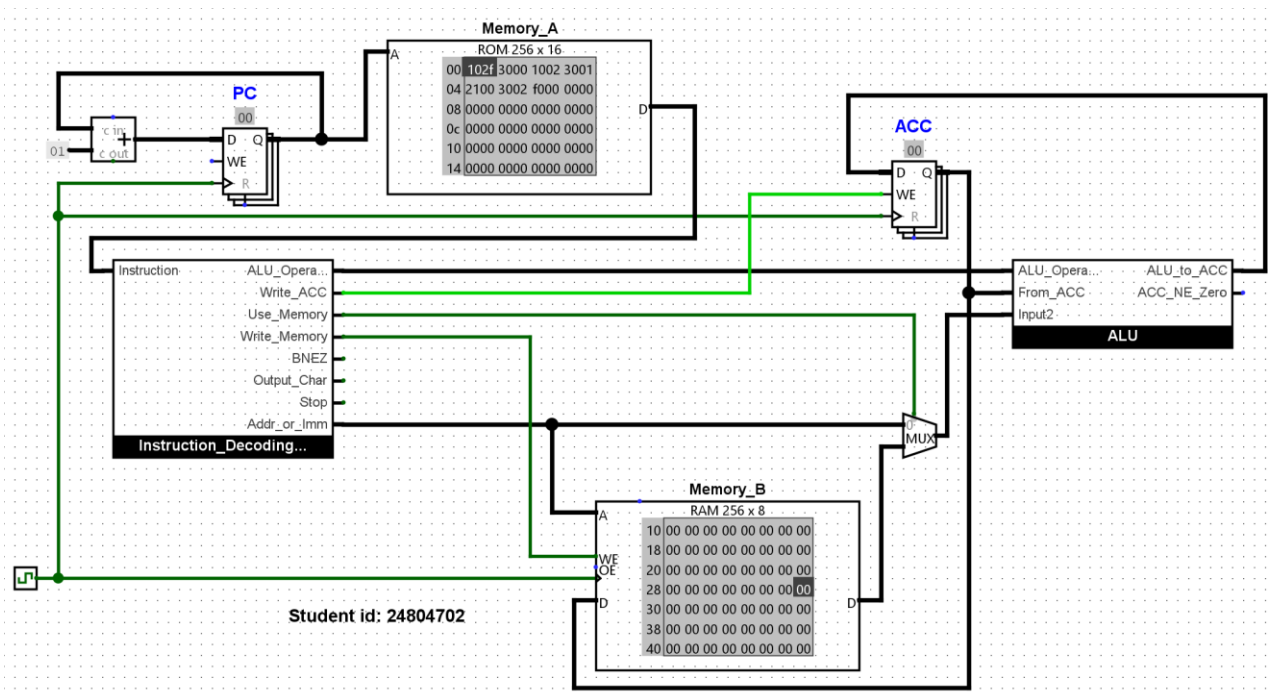 Memory_A
ROM 256 x 16
A
00 102f 3000 1002 3001
04 2100 3002 f000 0000
08 0000 0000 0000 0000
0c 0000 0000 0000 0000
10 0000 0000 0000 0000
14 0000 0000 0000 0000
D
PC
00
c in
+
c out
01
D Q
WE
R
ACC
00
D Q
WE
R
Instruction
ALU_Opera...
Write_ACC
Use_Memory
Write_Memory
BNEZ
Output_Char
Stop
Addr_or_Imm
Instruction_Decoding...
ALU_Opera... ALU_to_ACC
From_ACC ACC_NE_Zero
Input2
ALU
0
MUX
Memory_B
RAM 256 x 8
A
WE
OE
D
10 00 00 00 00 00 00 00 00
18 00 00 00 00 00 00 00 00
20 00 00 00 00 00 00 00 00
28 00 00 00 00 00 00 00 00
30 00 00 00 00 00 00 00 00
38 00 00 00 00 00 00 00 00
40 00 00 00 00 00 00 00 00
D
Student id: 24804702